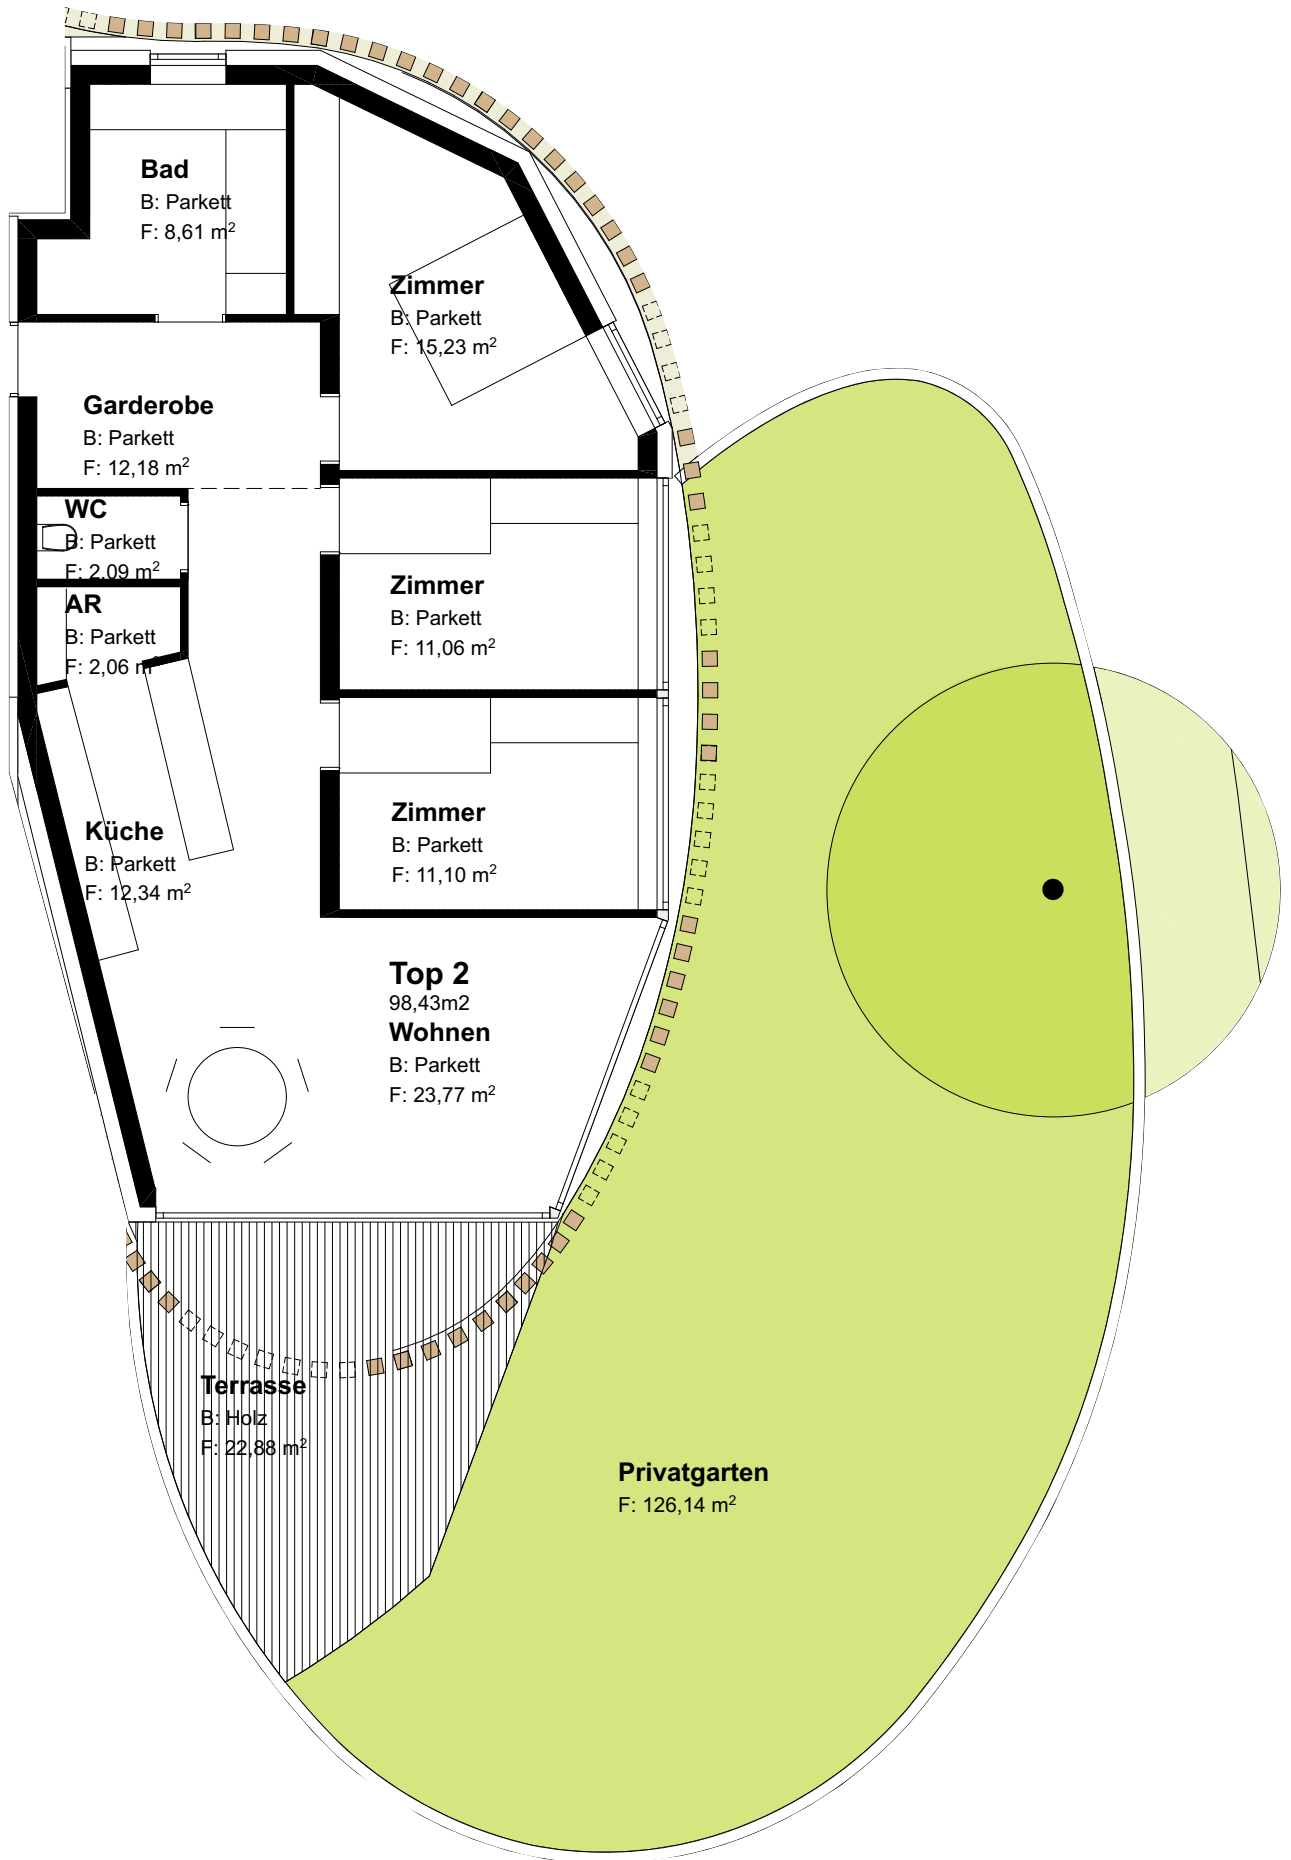 Bad
B: Parkett
F: 8,61 m²
Zimmer
B: Parkett
F: 15,23 m²
Garderobe
B: Parkett
F: 12,18 m²
WC
B: Parkett
F: 2,09 m²
AR
B: Parkett
F: 2,06 m²
Zimmer
B: Parkett
F: 11,06 m²
Zimmer
B: Parkett
F: 11,10 m²
Küche
B: Parkett
F: 12,34 m²
Top 2
98,43m2
Wohnen
B: Parkett
F: 23,77 m²
Terrasse
B: Holz
F: 22,88 m²
Privatgarten
F: 126,14 m²